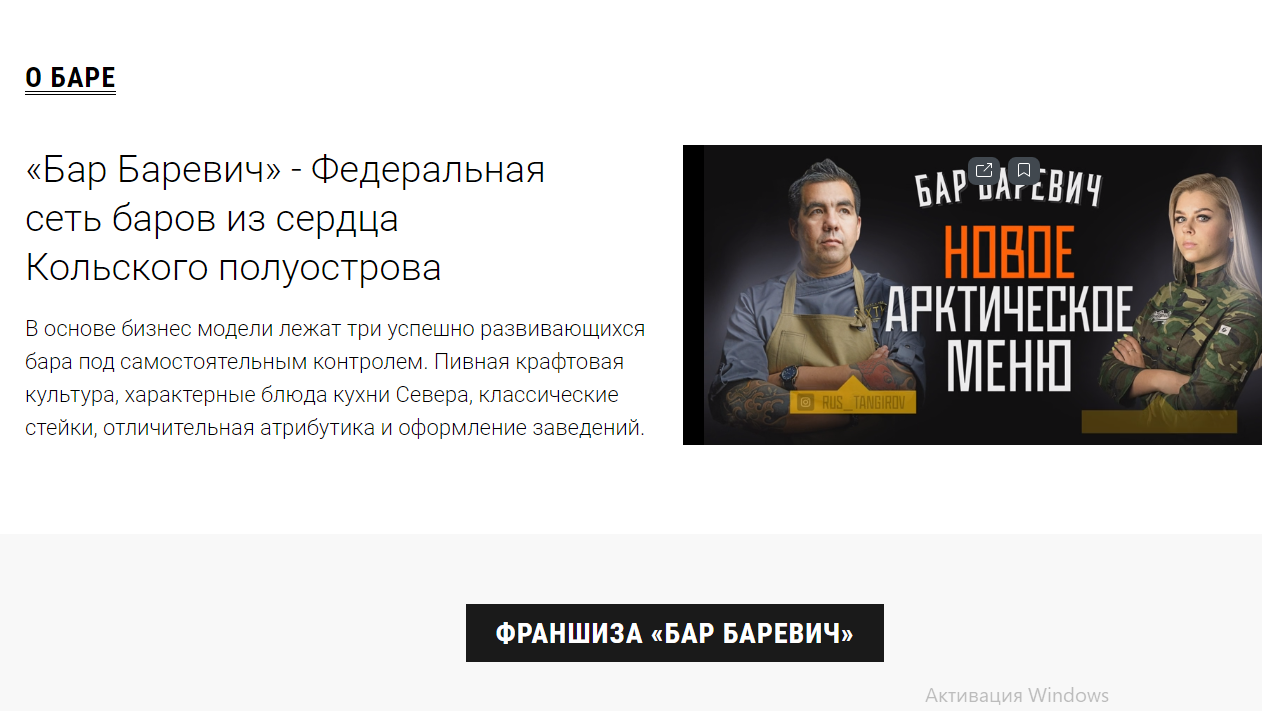 О БАРЕ
«Бар Баревич» - Федеральная
сеть баров из сердца
Кольского полуострова
В основе бизнес модели лежат три успешно развивающихся
бара под самостоятельным контролем. Пивная крафтовая
культура, характерные блюда кухни Севера, классические
стейки, отличительная атрибутика и оформление заведений.
БАР БАРЕВИЧ
НОВОЕ
АРКТИЧЕСКОЕ
МЕНЮ
RUS_TANGIROV
ФРАНШИЗА «БАР БАРЕВИЧ»
Активация Windows